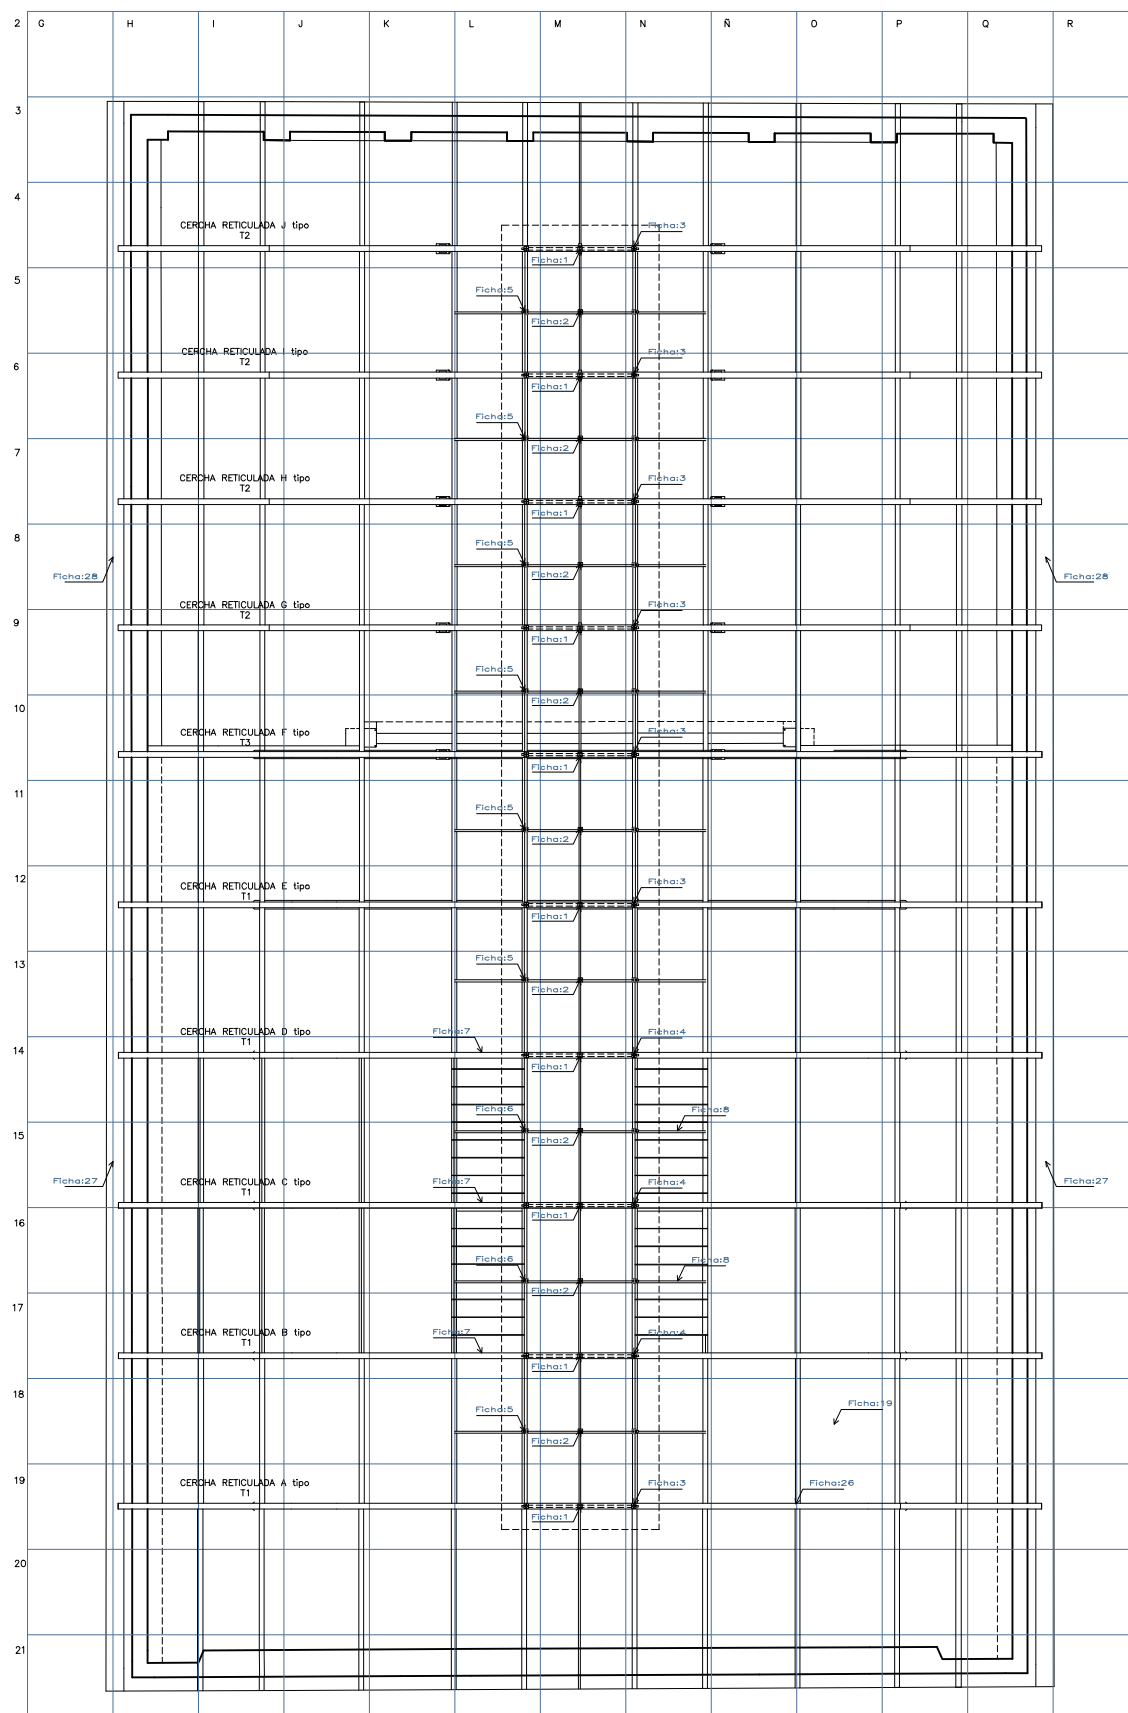 2 G H I J K L M N Ñ O P Q R
3
4
CERCHA RETICULADA J tipo
T2
Ficha:3
Ficha:1
5
Ficha:5
Ficha:2
CERCHA RETICULADA I tipo
T2
Ficha:3
6
Ficha:1
Ficha:5
7
Ficha:2
CERCHA RETICULADA H tipo
T2
Ficha:3
Ficha:1
8
Ficha:5
Ficha:28
Ficha:2
Ficha:28
CERCHA RETICULADA G tipo
T2
Ficha:3
9
Ficha:1
Ficha:5
Ficha:2
10
CERCHA RETICULADA F tipo
T3
Ficha:3
Ficha:1
11
Ficha:5
Ficha:2
12
CERCHA RETICULADA E tipo
T1
Ficha:3
Ficha:1
13
Ficha:5
Ficha:2
CERCHA RETICULADA D tipo
T1
Ficha:7
Ficha:4
14
Ficha:1
Ficha:6
Ficha:8
15
Ficha:2
Ficha:27
CERCHA RETICULADA C tipo
T1
Ficha:7
Ficha:4
Ficha:27
Ficha:1
16
Ficha:6
Ficha:8
Ficha:2
17
CERCHA RETICULADA B tipo
T1
Ficha:7
Ficha:4
Ficha:1
18
Ficha:5
Ficha:19
Ficha:2
19
CERCHA RETICULADA A tipo
T1
Ficha:3
Ficha:26
Ficha:1
20
21